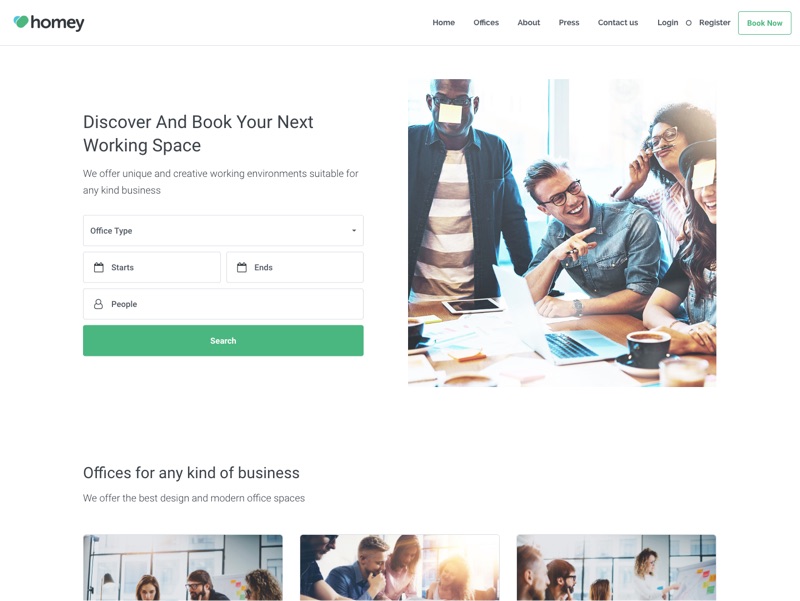 homey
Home Offices About Press Contact us Login Register Book Now
Discover And Book Your Next
Working Space
We offer unique and creative working environments suitable for
any kind business
Office Type
Starts Ends
People
Search
Offices for any kind of business
We offer the best design and modern office spaces